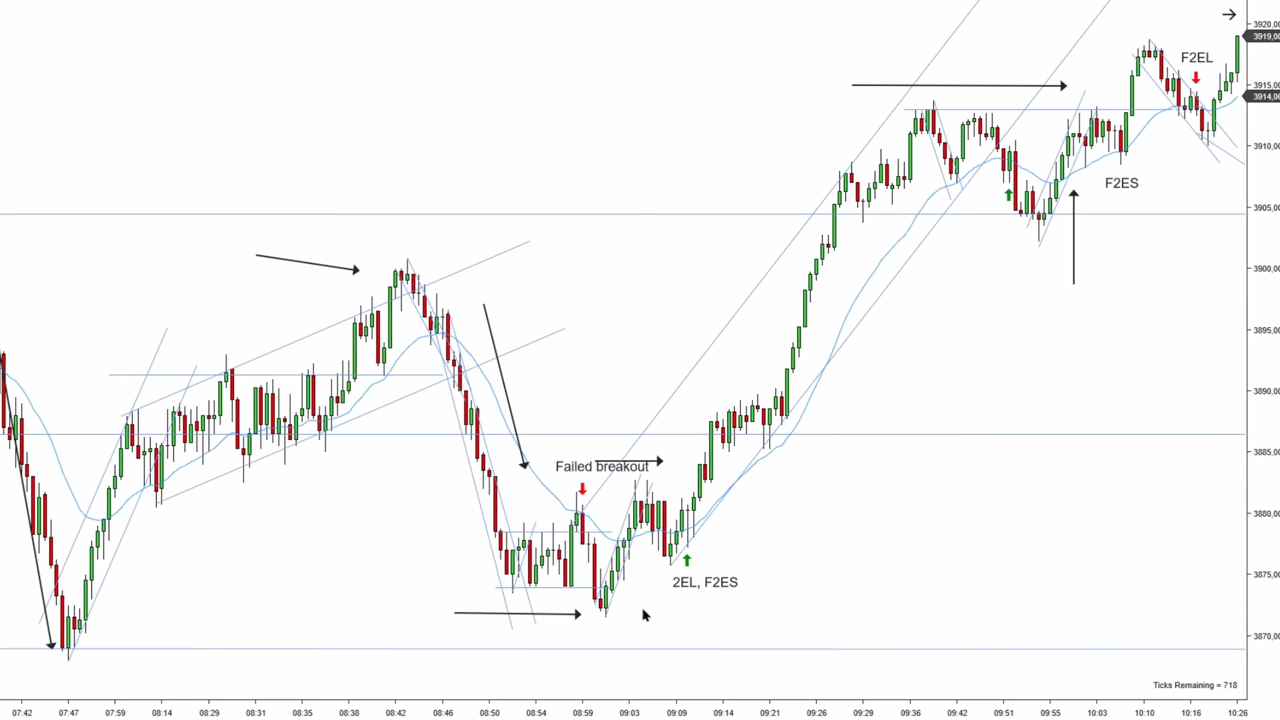 3920,00
3919,00
F2EL
3915,00
3914,06
3910,00
F2ES
3905,00
3900,00
3895,00
3890,00
3885,00
Failed breakout
3880,00
3875,00
2EL, F2ES
3870,00
Ticks Remaining = 718
07:42 07:47 07:59 08:14 08:29 08:31 08:35 08:38 08:42 08:46 08:50 08:54 08:59 09:03 09:09 09:14 09:21 09:26 09:29 09:36 09:42 09:51 09:55 10:03 10:10 10:16 10:26